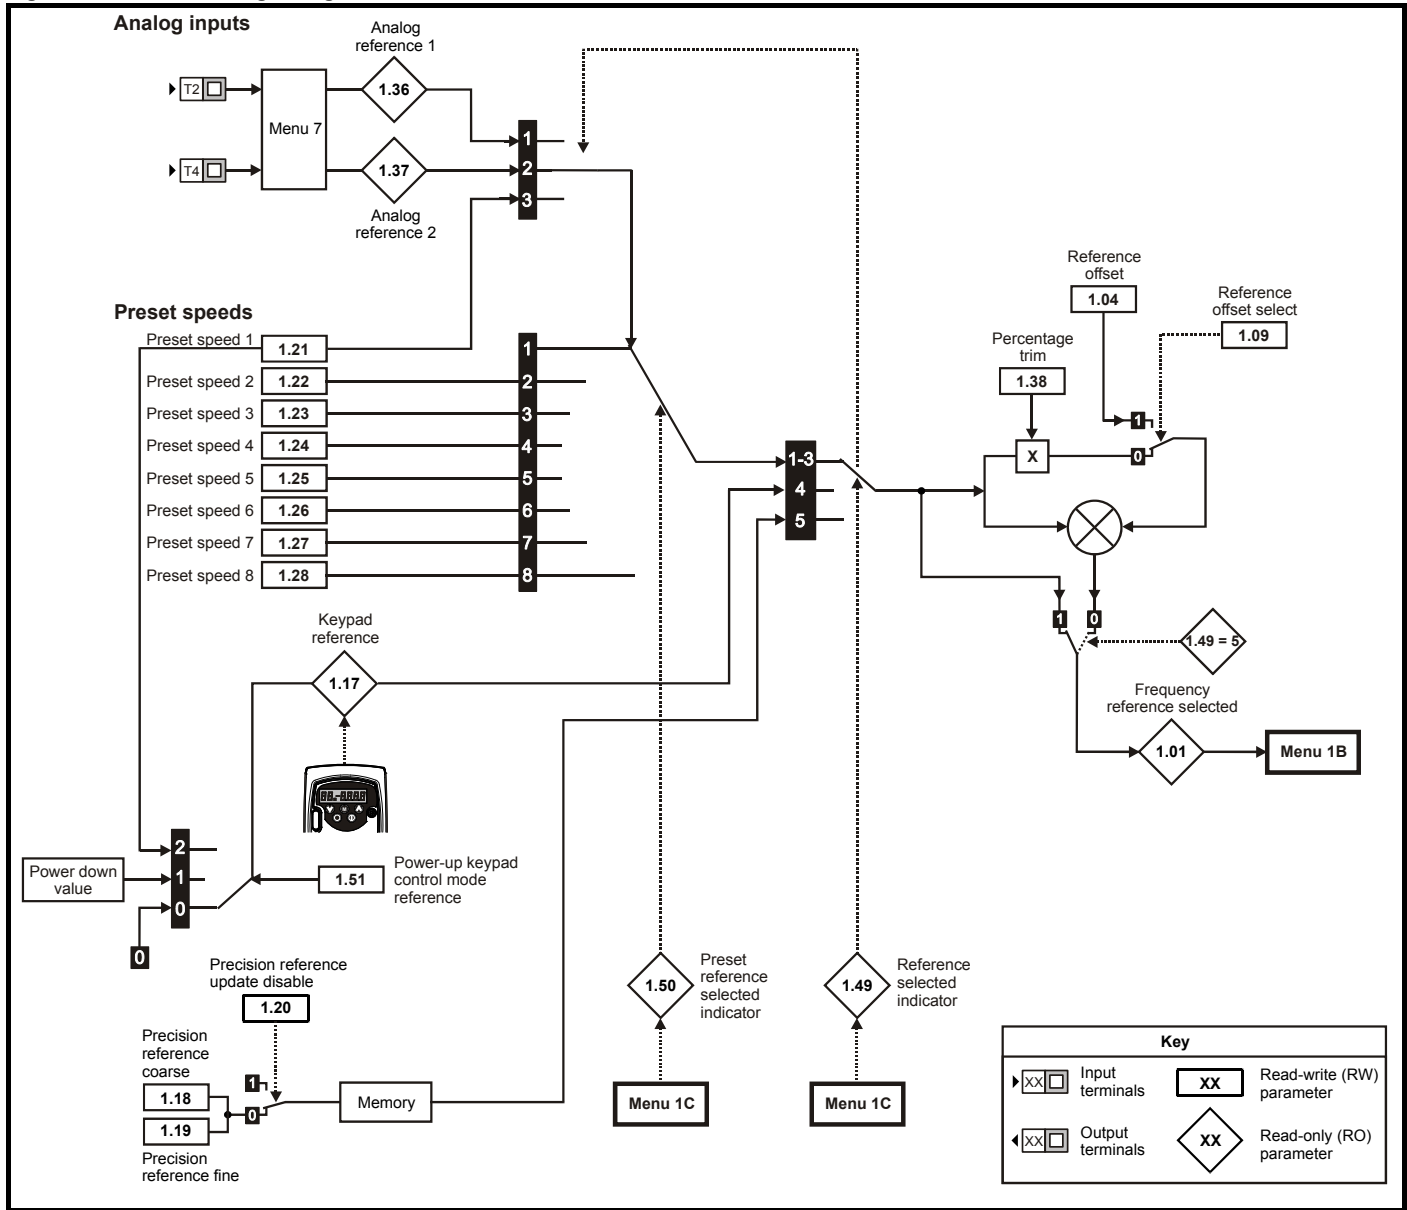 Analog inputs
Analog
reference 1
T2
1.36
Menu 7
T4
1.37
Analog
reference 2
1
2
3
Reference
offset
1.04
Reference
offset select
1.09
Percentage
trim
1.38
1
X
0
Preset speeds
Preset speed 1
1.21
1
Preset speed 2
1.22
2
Preset speed 3
1.23
3
Preset speed 4
1.24
4
Preset speed 5
1.25
5
Preset speed 6
1.26
6
Preset speed 7
1.27
7
Preset speed 8
1.28
8
1-3
4
5
1
0
1.49 = 5
Frequency
reference selected
1.01
Menu 1B
Keypad
reference
1.17
2
Power down
value
1
0
0
1.51
Power-up keypad
control mode
reference
Precision reference
update disable
1.20
Precision
reference
coarse
1.18
1.19
Precision
reference fine
1
0
Memory
1.50
Preset
reference
selected
indicator
Menu 1C
1.49
Reference
selected
indicator
Menu 1C
Key
XX
Input
terminals
XX
Read-write (RW)
parameter
XX
Output
terminals
XX
Read-only (RO)
parameter